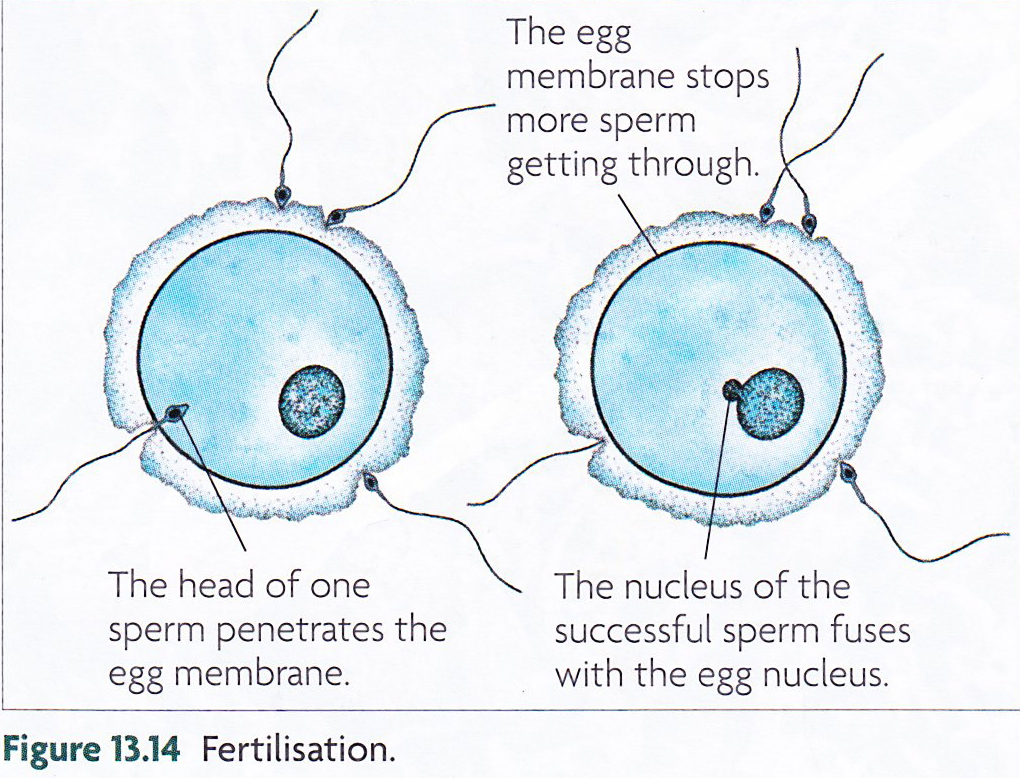 The egg
membrane stops
more sperm
getting through.
The head of one
sperm penetrates the
egg membrane.
The nucleus of the
successful sperm fuses
with the egg nucleus.
Figure 13.14 Fertilisation.